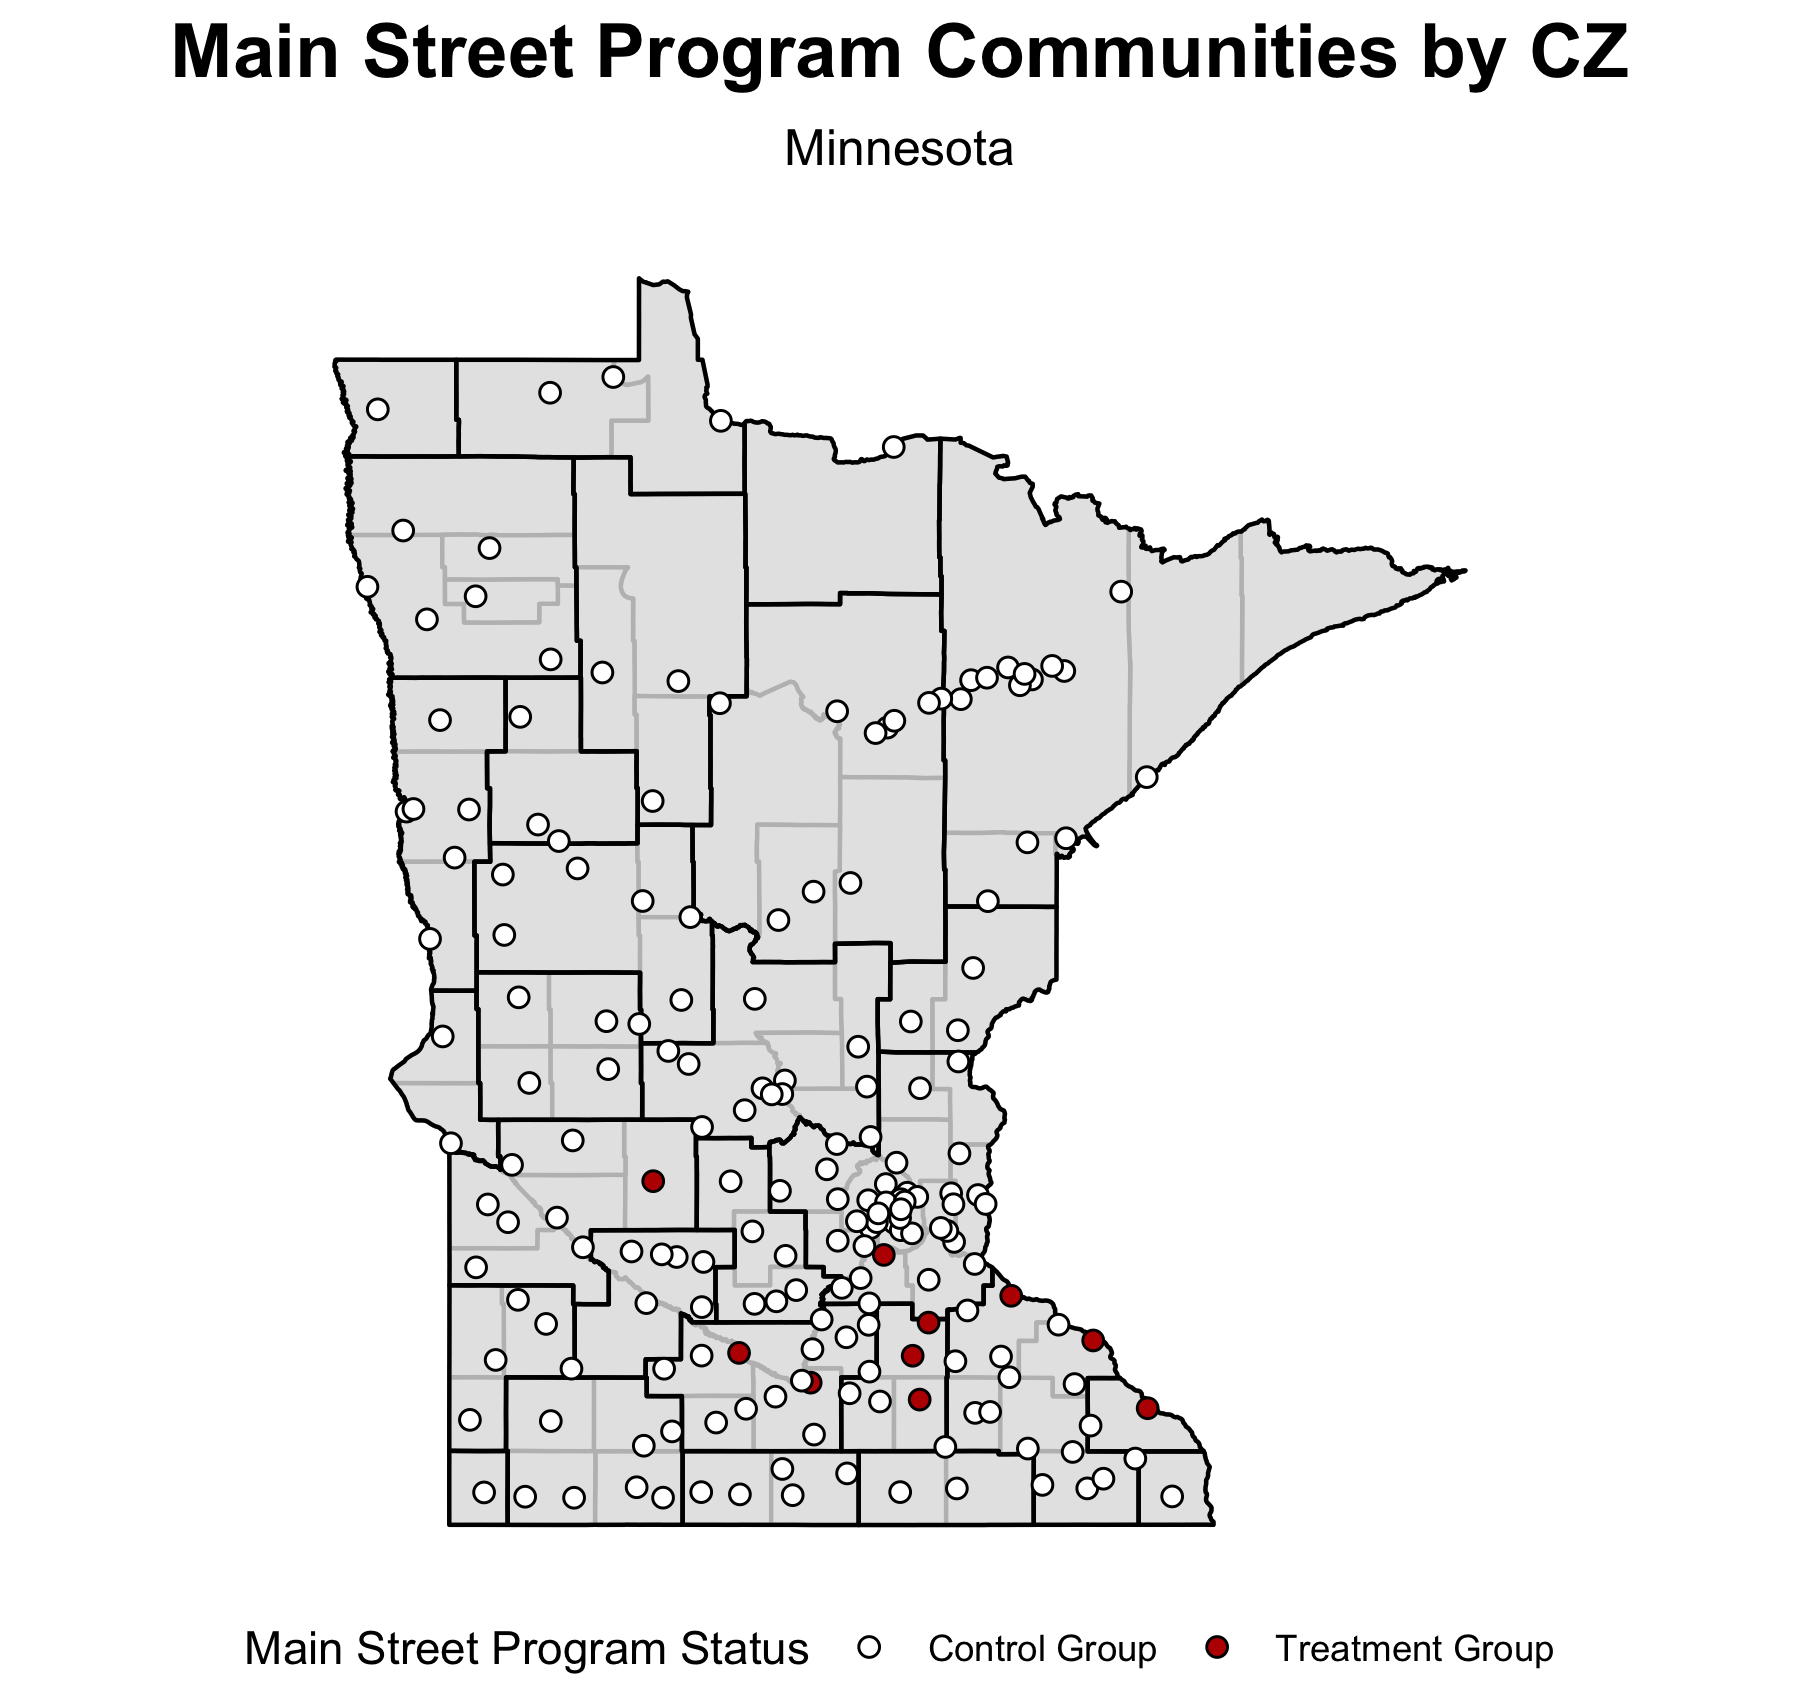 Main Street Program Communities by CZ
Minnesota
Main Street Program Status Control Group Treatment Group